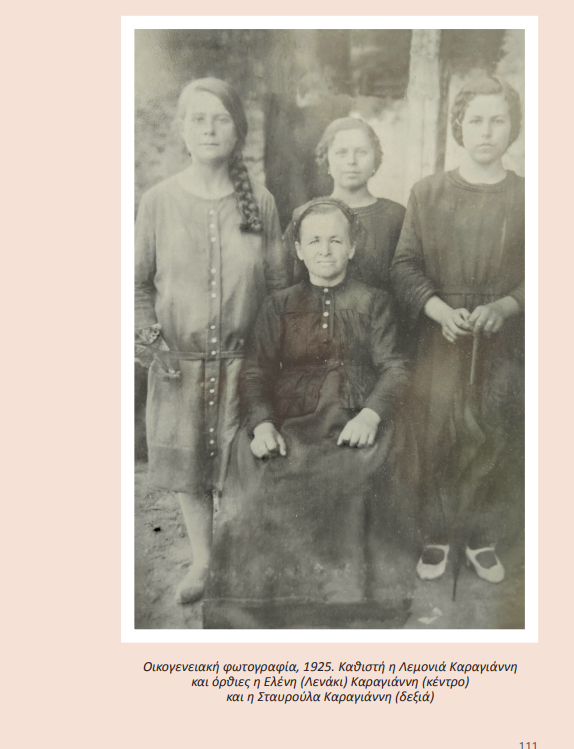 Οικογενειακή φωτογραφία, 1925. Καθιστή η Λεμονιά Καραγιάννη
και όρθιες η Ελένη (Λενάκι) Καραγιάννη (κέντρο)
και η Σταυρούλα Καραγιάννη (δεξιά)
111